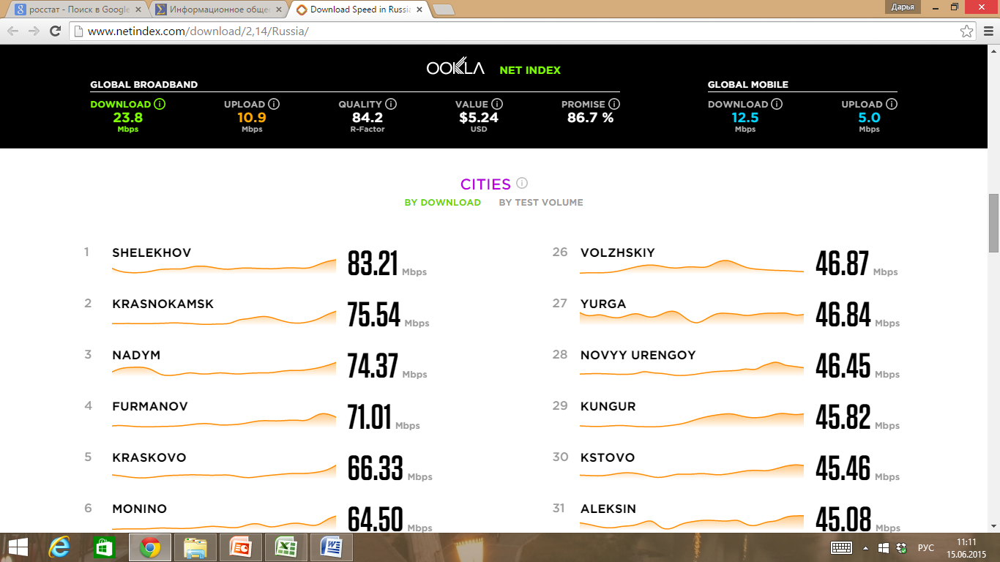 росстат - Поиск в Google
Информационное обще
Download Speed in Russia
Дарья
www.netindex.com/download/2,14/Russia/
OOKLA NET INDEX
GLOBAL BROADBAND
GLOBAL MOBILE
DOWNLOAD UPLOAD QUALITY VALUE PROMISE DOWNLOAD UPLOAD
23.8 10.9 84.2 $5.24 86.7 % 12.5 5.0
Mbps Mbps R-Factor USD Mbps Mbps
CITIES
BY DOWNLOAD BY TEST VOLUME
1 SHELEKHOV 83.21 Mbps
2 KRASNOKAMSK 75.54 Mbps
3 NADYM 74.37 Mbps
4 FURMANOV 71.01 Mbps
5 KRASKOVO 66.33 Mbps
6 MONINO 64.50 Mbps
26 VOLZHSKIY 46.87 Mbps
27 YURGA 46.84 Mbps
28 NOVYY URENGOY 46.45 Mbps
29 KUNGUR 45.82 Mbps
30 KSTOVO 45.46 Mbps
31 ALEKSIN 45.08 Mbps
РУС
11:11
15.06.2015